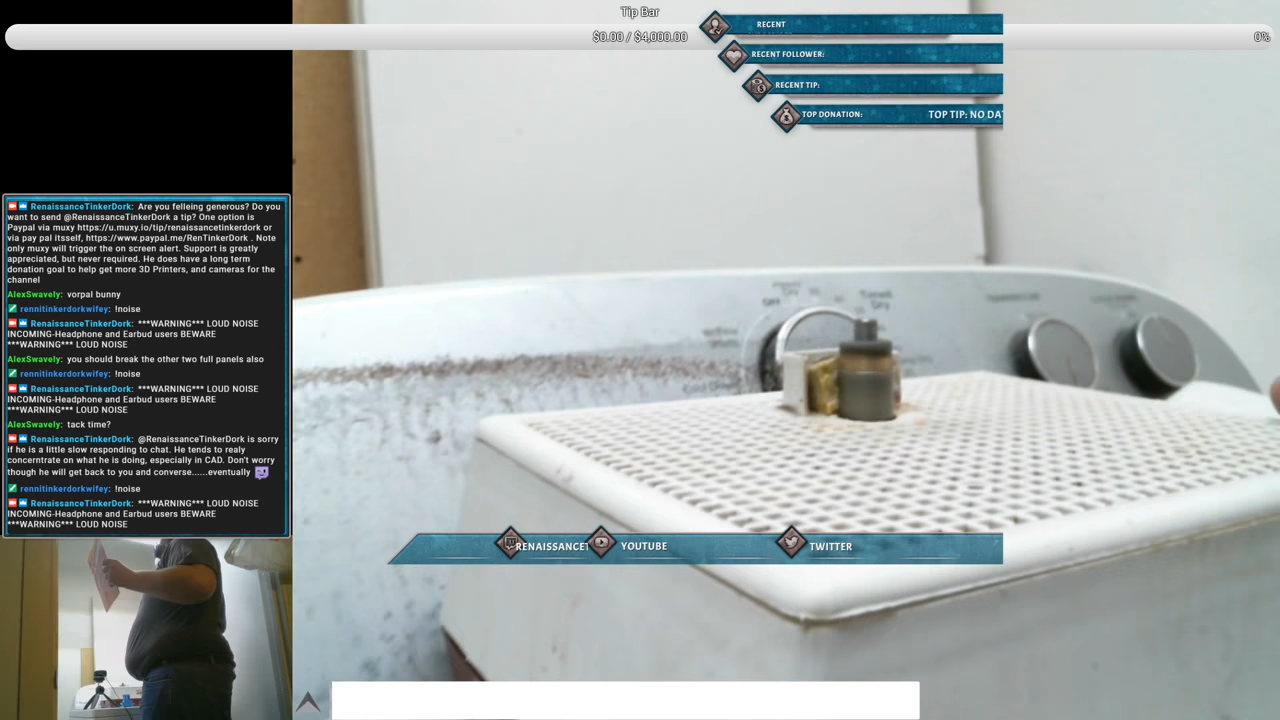 Tip Bar
$0.00 / $4,000.00
0%
RECENT
RECENT FOLLOWER:
RECENT TIP:
TOP DONATION:
TOP TIP: NO DA
RenaissanceTinkerDork: Are you felleing generous? Do you
want to send @RenaissanceTinkerDork a tip? One option is
Paypal via muxy https://u.muxy.io/tip/renaissancetinkerdork or
via pay pal itsself, https://www.paypal.me/RenTinkerDork . Note
only muxy will trigger the on screen alert. Support is greatly
appreciated, but never required. He does have a long term
donation goal to help get more 3D Printers, and cameras for the
channel
AlexSwavely: vorpal bunny
rennitinkerdorkwifey: !noise
RenaissanceTinkerDork: ***WARNING*** LOUD NOISE
INCOMING-Headphone and Earbud users BEWARE
***WARNING*** LOUD NOISE
AlexSwavely: you should break the other two full panels also
rennitinkerdorkwifey: !noise
RenaissanceTinkerDork: ***WARNING*** LOUD NOISE
INCOMING-Headphone and Earbud users BEWARE
***WARNING*** LOUD NOISE
AlexSwavely: tack time?
RenaissanceTinkerDork: @RenaissanceTinkerDork is sorry
if he is a little slow responding to chat. He tends to realy
concerntrate on what he is doing, especially in CAD. Don't worry
though he will get back to you and converse......eventually
rennitinkerdorkwifey: !noise
RenaissanceTinkerDork: ***WARNING*** LOUD NOISE
INCOMING-Headphone and Earbud users BEWARE
***WARNING*** LOUD NOISE
OFF
Timed
Dry
RENAISSANCET
YOUTUBE
TWITTER